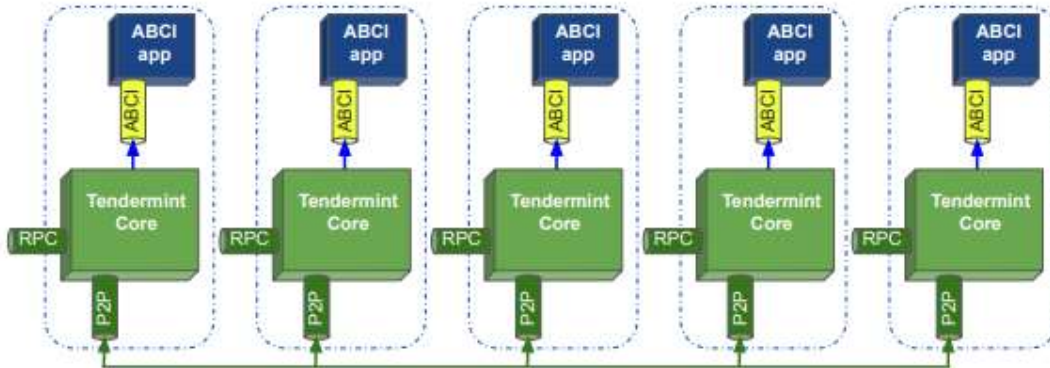 ABCI
app
ABCI
app
ABCI
app
ABCI
app
ABCI
app
ABCI
ABCI
ABCI
ABCI
ABCI
Tendermint
Core
Tendermint
Core
Tendermint
Core
Tendermint
Core
Tendermint
Core
RPC
RPC
RPC
RPC
RPC
P2P
P2P
P2P
P2P
P2P